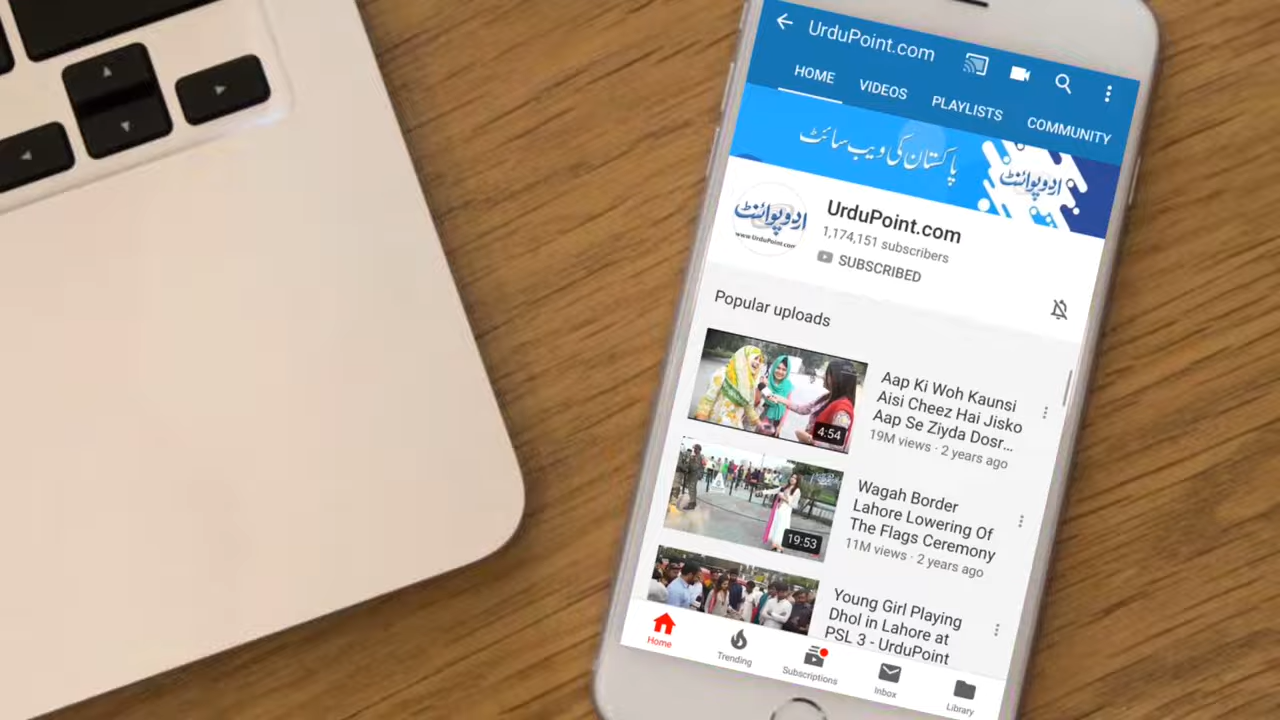 UrduPoint.com
HOME VIDEOS PLAYLISTS COMMUNITY
پاکستان کی ویب سائٹ
اردوپوائنٹ
اردوپوائنٹ
www.UrduPoint.com
UrduPoint.com
1,174,151 subscribers
SUBSCRIBED
Popular uploads
4:54
Aap Ki Woh Kaunsi
Aisi Cheez Hai Jisko
Aap Se Ziyda Dosr...
19M views · 2 years ago
19:53
Wagah Border
Lahore Lowering Of
The Flags Ceremony
11M views · 2 years ago
Young Girl Playing
Dhol in Lahore at
PSL 3 - UrduPoint
Home Trending Subscriptions Inbox Library